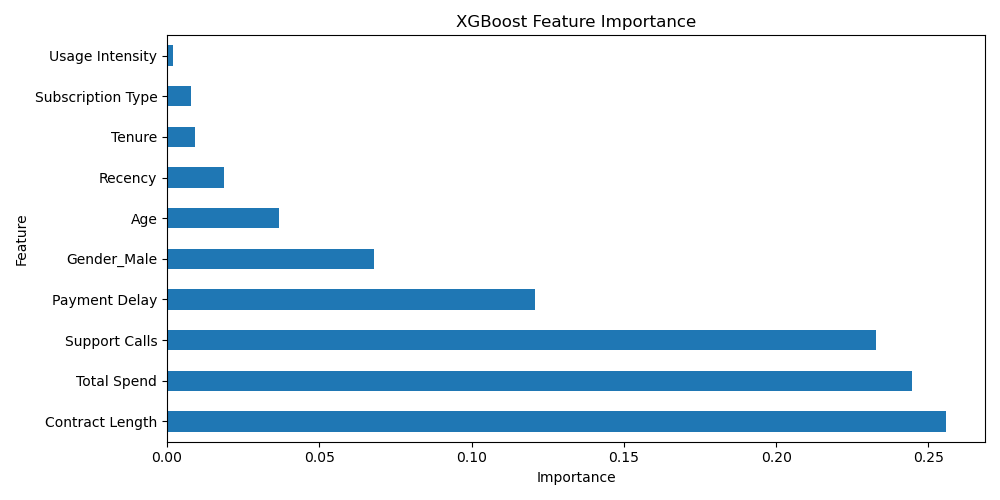 XGBoost Feature Importance
Usage Intensity
Subscription Type
Tenure
Recency
Age
Gender_Male
Payment Delay
Support Calls
Total Spend
Contract Length
Feature
0.00 0.05 0.10 0.15 0.20 0.25
Importance